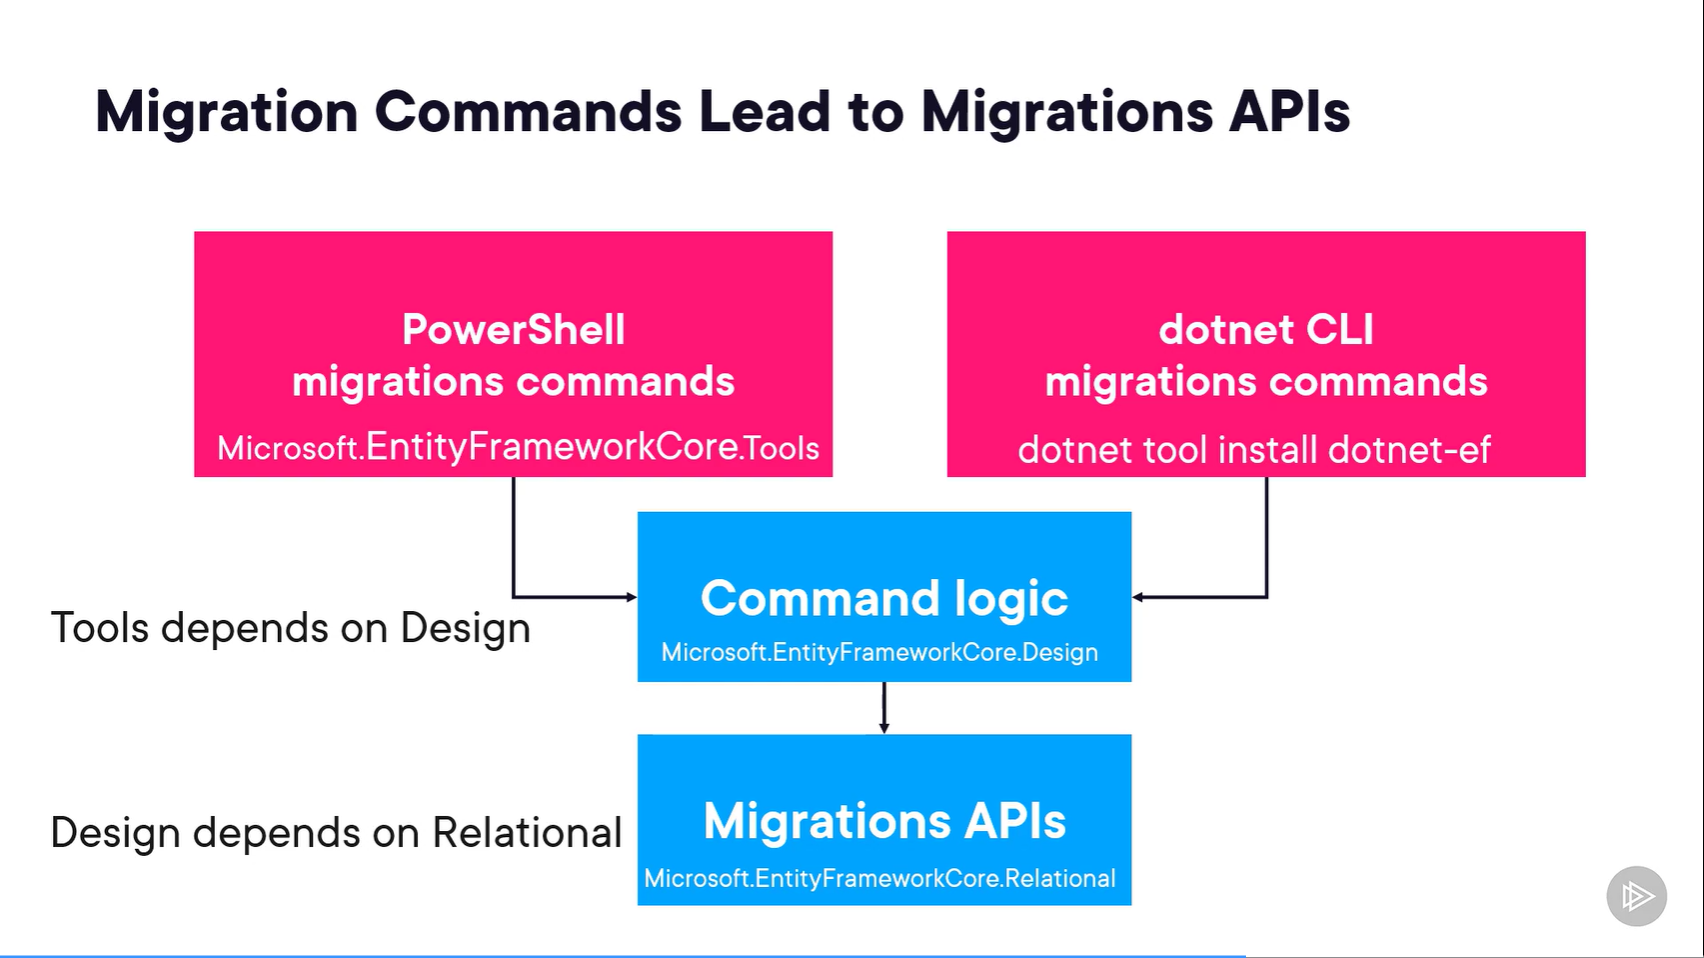 Migration Commands Lead to Migrations APIs
PowerShell
migrations commands
Microsoft.EntityFrameworkCore.Tools
dotnet CLI
migrations commands
dotnet tool install dotnet-ef
Command logic
Microsoft.EntityFrameworkCore.Design
Tools depends on Design
Migrations APIs
Microsoft.EntityFrameworkCore.Relational
Design depends on Relational